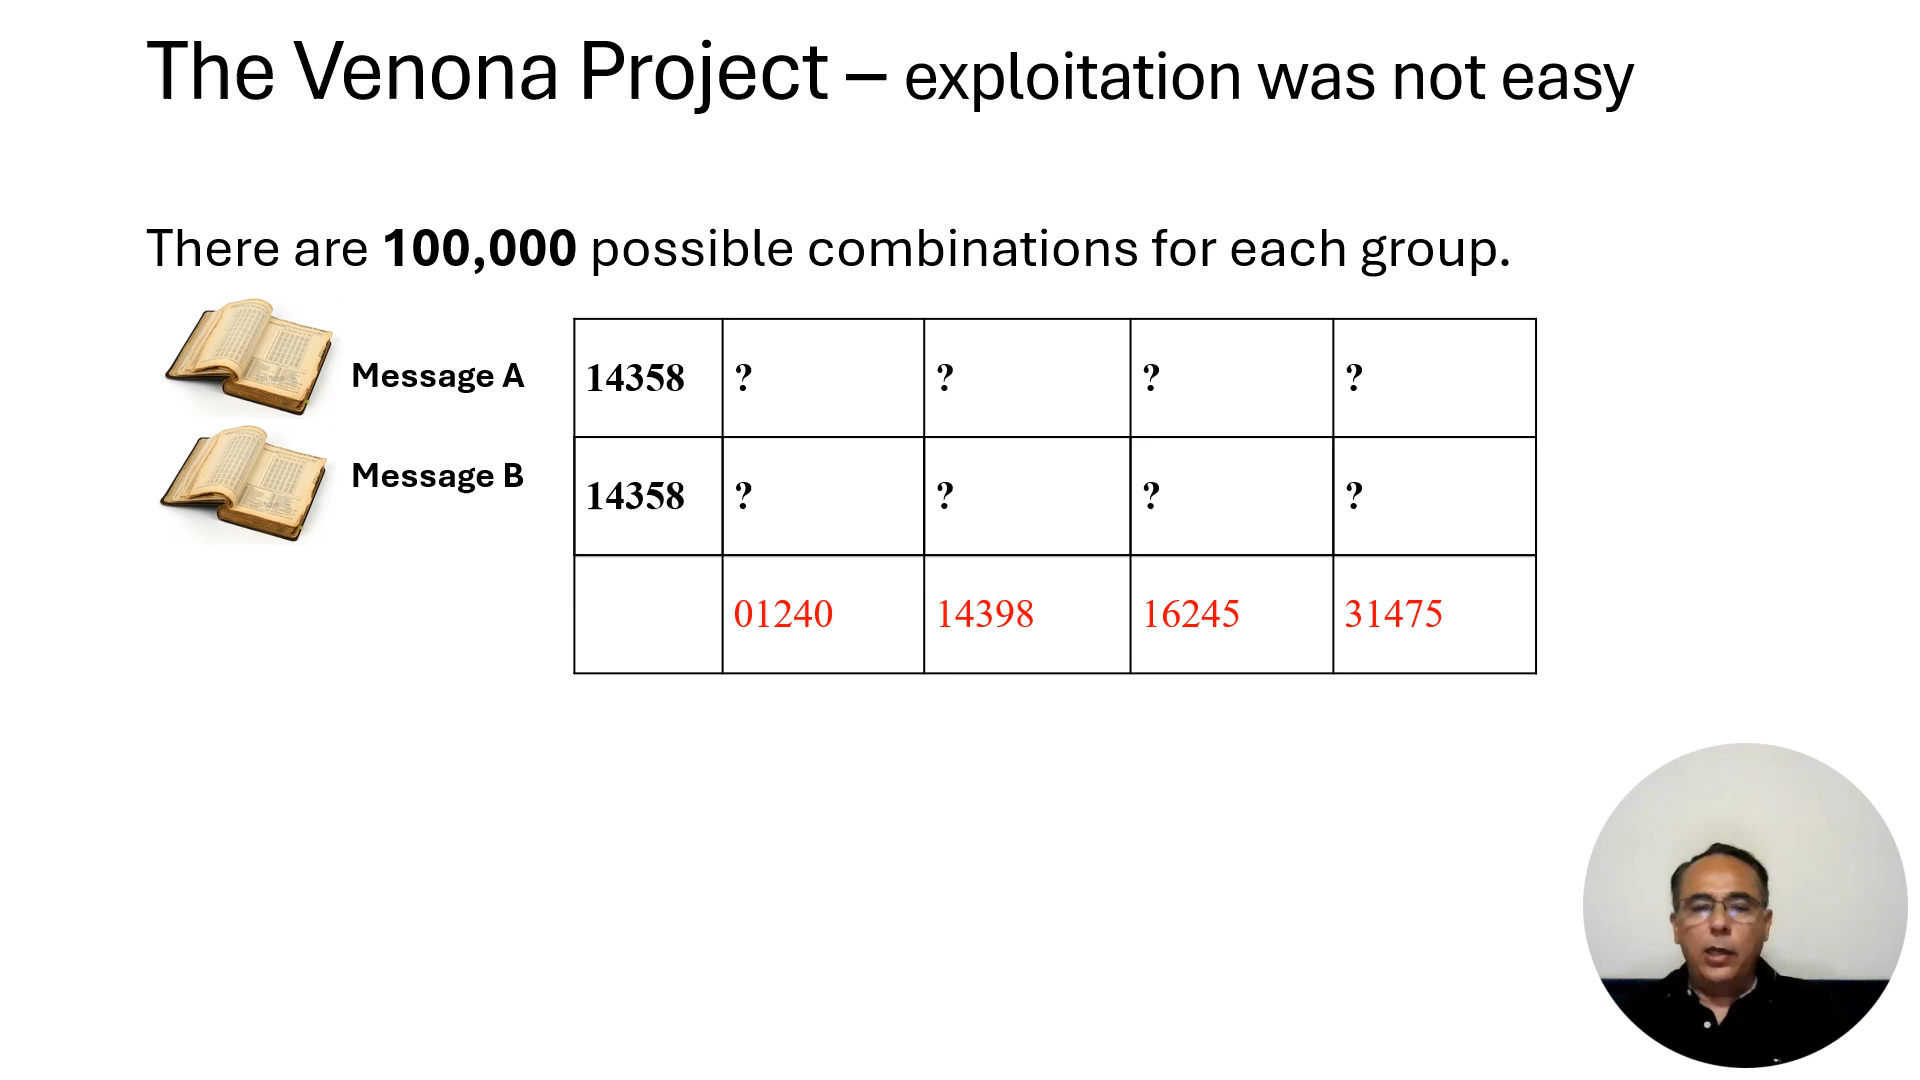 The Venona Project – exploitation was not easy
There are 100,000 possible combinations for each group.
Message A 14358 ? ? ? ?
Message B 14358 ? ? ? ?
01240 14398 16245 31475